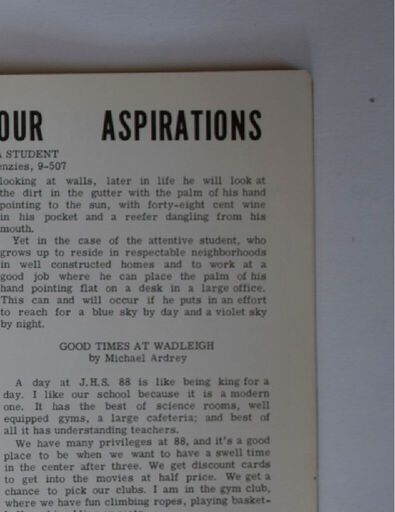 OUR ASPIRATIONS
A STUDENT
enzies, 9-507
looking at walls, later in life he will look at
the dirt in the gutter with the palm of his hand
pointing to the sun, with forty-eight cent wine
in his pocket and a reefer dangling from his
mouth.
Yet in the case of the attentive student, who
grows up to reside in respectable neighborhoods
in well constructed homes and to work at a
good job where he can place the palm of his
hand pointing flat on a desk in a large office.
This can and will occur if he puts in an effort
to reach for a blue sky by day and a violet sky
by night.
GOOD TIMES AT WADLEIGH
by Michael Ardrey
A day at J.H.S. 88 is like being king for a
day. I like our school because it is a modern
one. It has the best of science rooms, well
equipped gyms, a large cafeteria; and best of
all it has understanding teachers.
We have many privileges at 88, and it's a good
place to be when we want to have a swell time
in the center after three. We get discount cards
to get into the movies at half price. We get a
chance to pick our clubs. I am in the gym club,
where we have fun climbing ropes, playing basket-